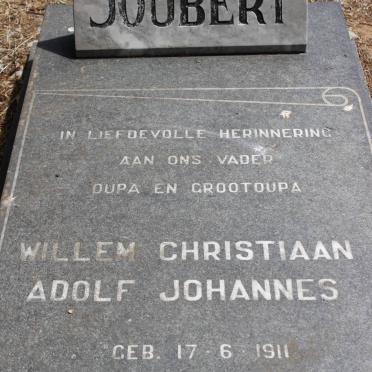 JOUBERT
IN LIEFDEVOLLE HERINNERING
AAN ONS VADER
OUPA EN GROOTOUPA
WILLEM CHRISTIAAN
ADOLF JOHANNES
GEB. 17-6-1911